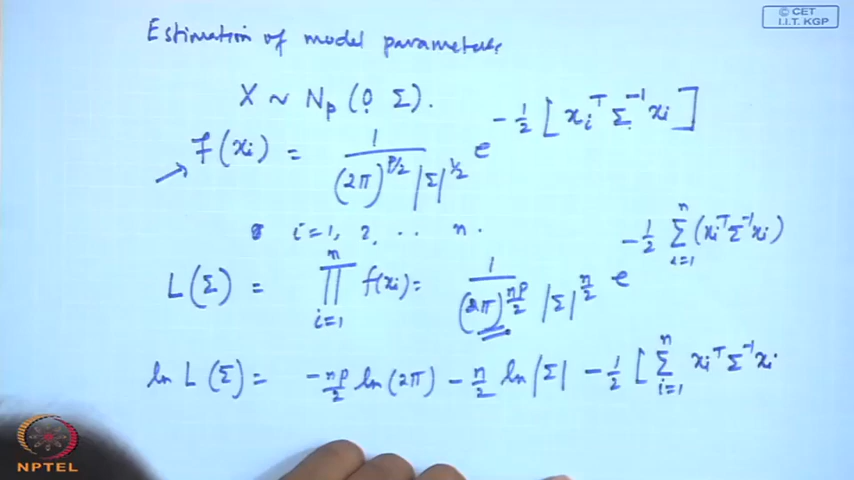 © CET
I.I.T. KGP
Estimation of model parameters
X ~ Np (0 Σ).
f(xi) = 1 / (2π)^{p/2} |Σ|^{1/2} e^{-1/2 [xi^T Σ^{-1} xi]}
i=1, 2, .. n.
L(Σ) = ∏_{i=1}^{n} f(xi) = 1 / (2π)^{np/2} |Σ|^{n/2} e^{-1/2 Σ_{i=1}^{n} (xi^T Σ^{-1} xi)}
ln L(Σ) = -np/2 ln(2π) - n/2 ln|Σ| - 1/2 [Σ_{i=1}^{n} xi^T Σ^{-1} xi
NPTEL